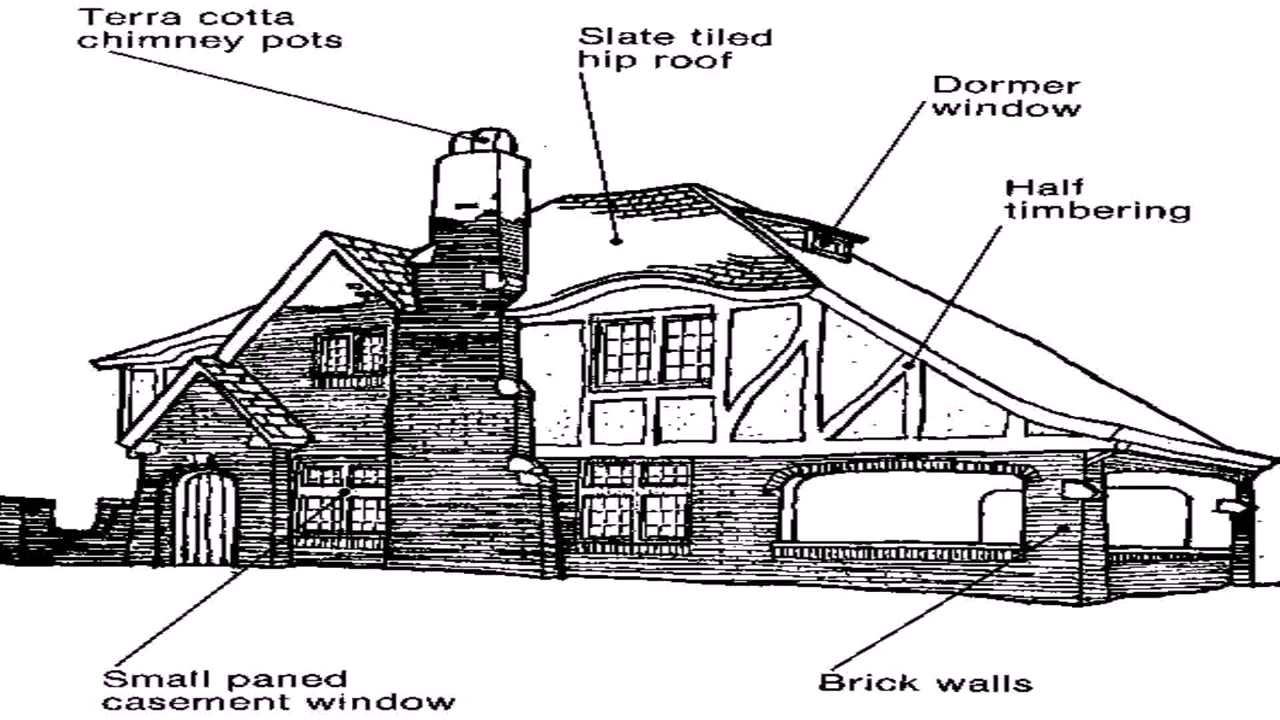 Terra cotta
chimney pots
Slate tiled
hip roof
Dormer
window
Half
timbering
Small paned
casement window
Brick walls